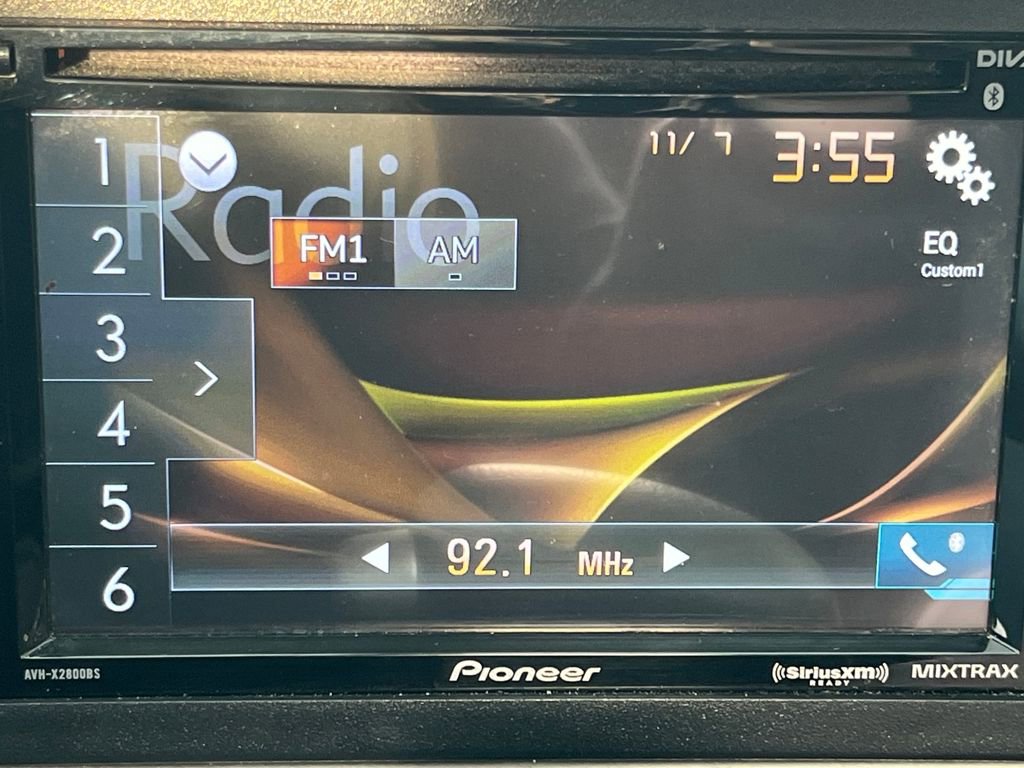 DIV
1
Radio
11/ 7
3:55
2
FM1
AM
EQ
Custom1
3
4
5
92.1 MHz
6
AVH-X2800BS
Pioneer
((SiriusXm))
READY
MIXTRAX